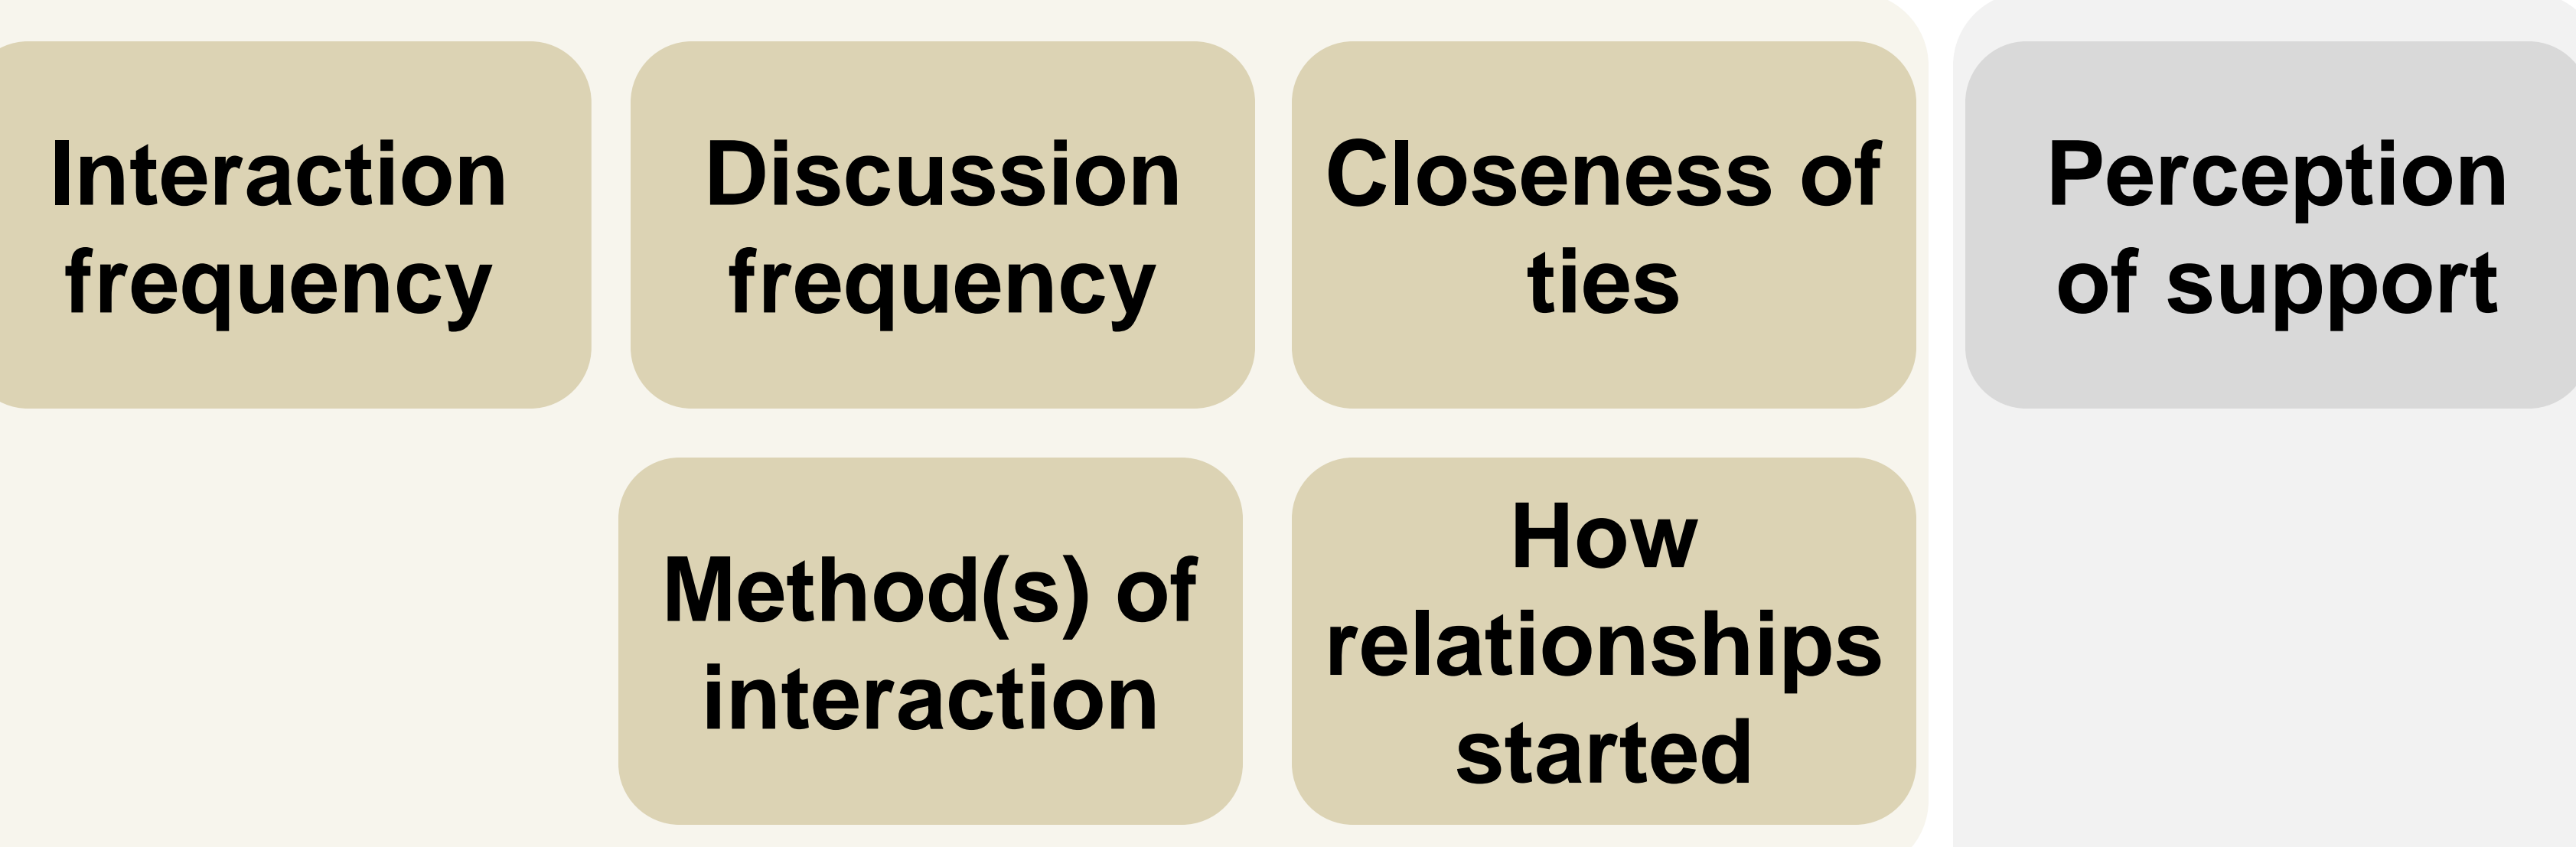 Interaction
frequency
Discussion
frequency
Closeness of
ties
Perception
of support
Method(s) of
interaction
How
relationships
started